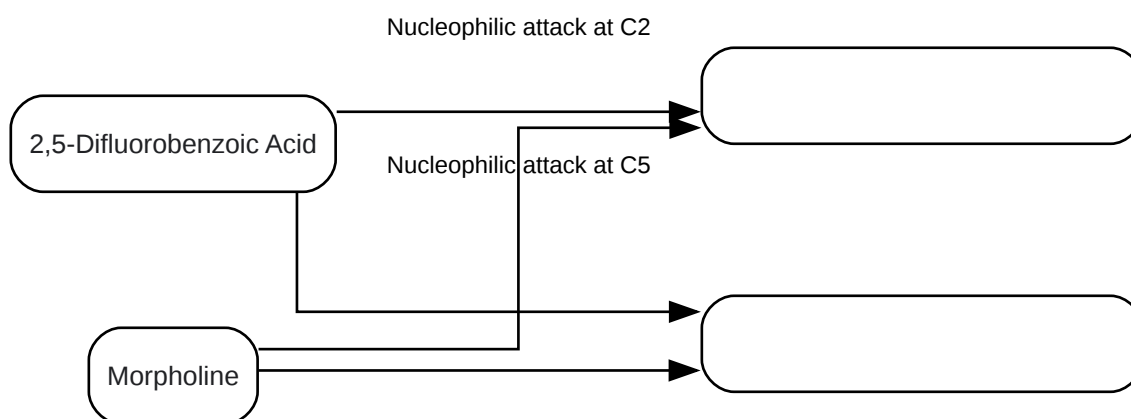 Nucleophilic attack at C2
2,5-Difluorobenzoic Acid
Nucleophilic attack at C5
Morpholine